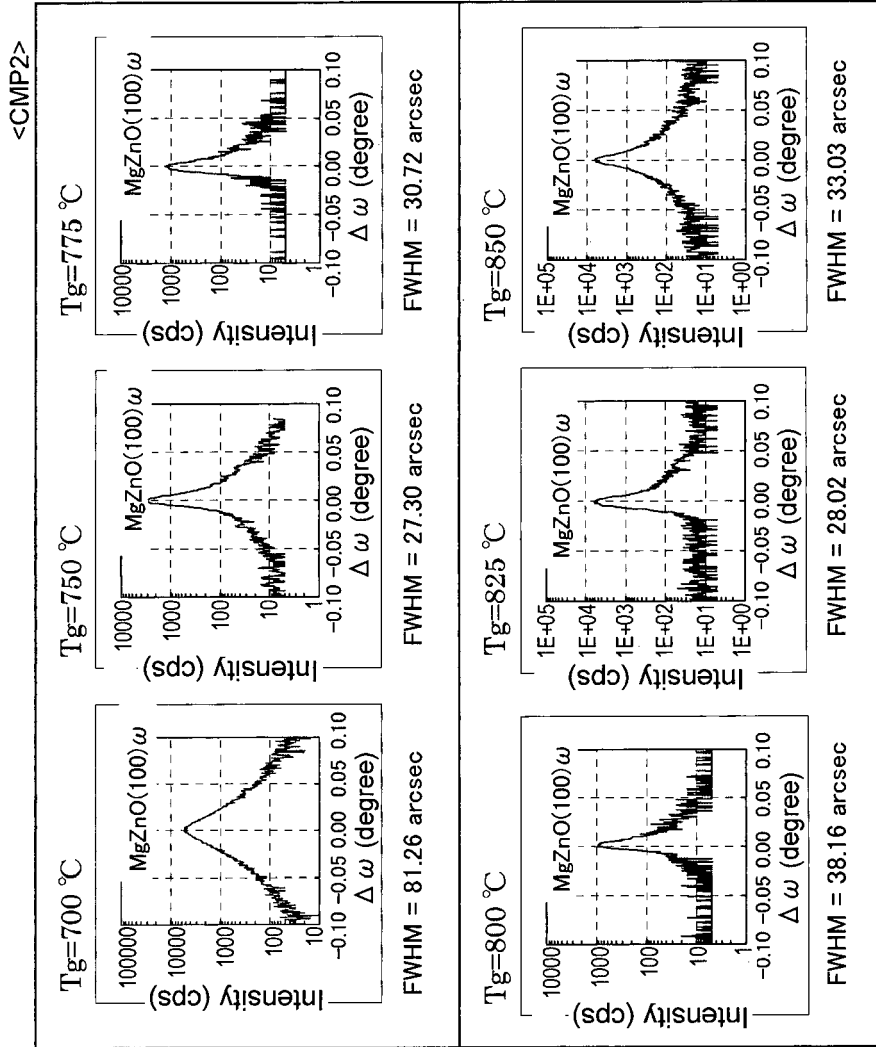 <CMP2>
Tg=700 °C
MgZnO(100)ω
Intensity (cps)
100000
10000
1000
100
10
-0.10 -0.05 0.00 0.05 0.10
Δω (degree)
FWHM = 81.26 arcsec
Tg=750 °C
MgZnO(100)ω
Intensity (cps)
10000
1000
100
10
1
-0.10 -0.05 0.00 0.05 0.10
Δω (degree)
FWHM = 27.30 arcsec
Tg=775 °C
MgZnO(100)ω
Intensity (cps)
10000
1000
100
10
1
-0.10 -0.05 0.00 0.05 0.10
Δω (degree)
FWHM = 30.72 arcsec
Tg=800 °C
MgZnO(100)ω
Intensity (cps)
10000
1000
100
10
1
-0.10 -0.05 0.00 0.05 0.10
Δω (degree)
FWHM = 38.16 arcsec
Tg=825 °C
MgZnO(100)ω
Intensity (cps)
1E+05
1E+04
1E+03
1E+02
1E+01
1E+00
-0.10 -0.05 0.00 0.05 0.10
Δω (degree)
FWHM = 28.02 arcsec
Tg=850 °C
MgZnO(100)ω
Intensity (cps)
1E+05
1E+04
1E+03
1E+02
1E+01
1E+00
-0.10 -0.05 0.00 0.05 0.10
Δω (degree)
FWHM = 33.03 arcsec